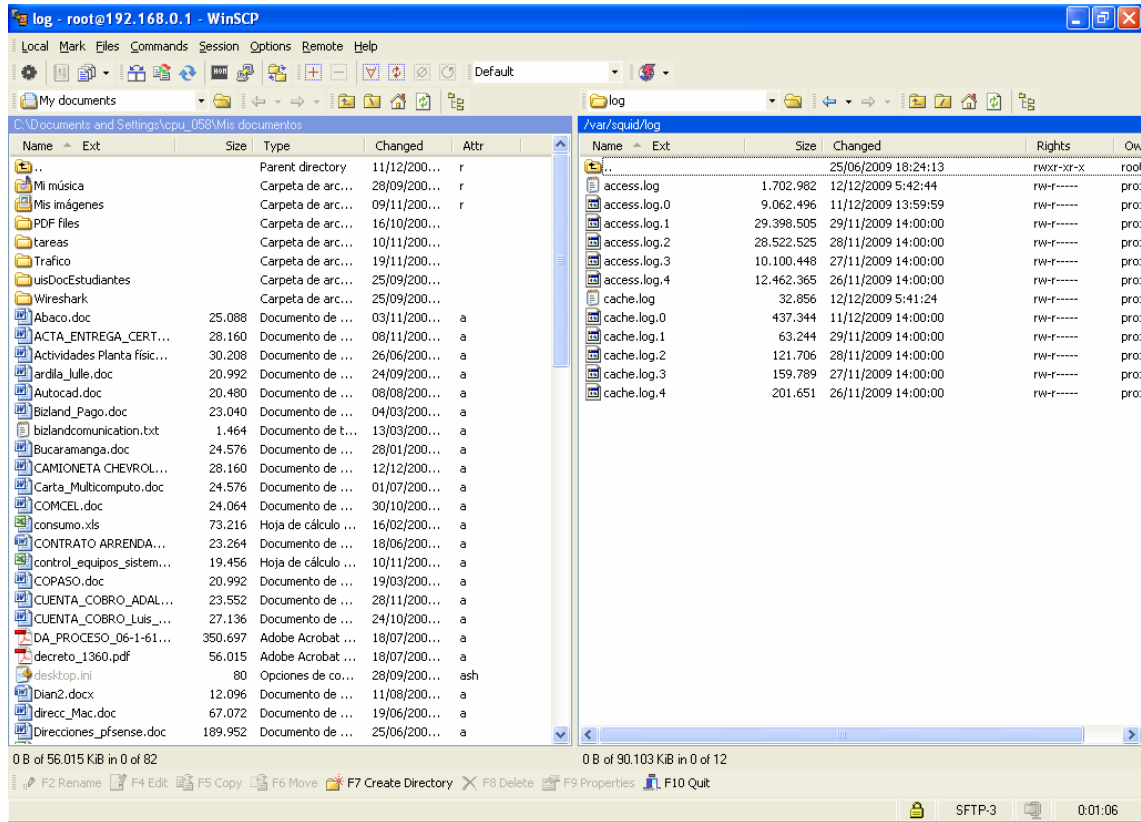 log - root@192.168.0.1 - WinSCP
Local Mark Files Commands Session Options Remote Help
Default
My documents
log
C:\Documents and Settings\cpu_058\Mis documentos
/var/squid/log
Name Ext Size Type Changed Attr
Name Ext Size Changed Rights Ow
.. Parent directory 11/12/200... r
Mi música Carpeta de arc... 28/09/200... r
Mis imágenes Carpeta de arc... 09/11/200... r
PDF files Carpeta de arc... 16/10/200...
tareas Carpeta de arc... 10/11/200...
Trafico Carpeta de arc... 19/11/200...
uisDocEstudiantes Carpeta de arc... 25/09/200...
Wireshark Carpeta de arc... 25/09/200...
Abaco.doc 25.088 Documento de ... 03/11/200... a
ACTA_ENTREGA_CERT... 28.160 Documento de ... 08/11/200... a
Actividades Planta físic... 30.208 Documento de ... 26/06/200... a
ardila_lulle.doc 20.992 Documento de ... 24/09/200... a
Autocad.doc 20.480 Documento de ... 08/08/200... a
Bizland_Pago.doc 23.040 Documento de ... 04/03/200... a
bizlandcomunication.txt 1.464 Documento de t... 13/03/200... a
Bucaramanga.doc 24.576 Documento de ... 28/01/200... a
CAMIONETA CHEVROL... 28.160 Documento de ... 12/12/200... a
Carta_Multicomputo.doc 24.576 Documento de ... 01/07/200... a
COMCEL.doc 24.064 Documento de ... 30/10/200... a
consumo.xls 73.216 Hoja de cálculo ... 16/02/200... a
CONTRATO ARRENDA... 23.264 Documento de ... 18/06/200... a
control_equipos_sistem... 19.456 Hoja de cálculo ... 10/11/200... a
COPASO.doc 20.992 Documento de ... 19/03/200... a
CUENTA_COBRO_ADAL... 23.552 Documento de ... 28/11/200... a
CUENTA_COBRO_Luis_... 27.136 Documento de ... 24/10/200... a
DA_PROCESO_06-1-61... 350.697 Adobe Acrobat ... 18/07/200... a
decreto_1360.pdf 56.015 Adobe Acrobat ... 18/07/200... a
desktop.ini 80 Opciones de co... 28/09/200... ash
Dian2.docx 12.096 Documento de ... 11/08/200... a
direcc_Mac.doc 67.072 Documento de ... 19/06/200... a
Direcciones_pfsense.doc 189.952 Documento de ... 25/06/200... a
.. 25/06/2009 18:24:13 rwxr-xr-x root
access.log 1.702.982 12/12/2009 5:42:44 rw-r----- pro
access.log.0 9.062.496 11/12/2009 13:59:59 rw-r----- pro
access.log.1 29.398.505 29/11/2009 14:00:00 rw-r----- pro
access.log.2 28.522.525 28/11/2009 14:00:00 rw-r----- pro
access.log.3 10.100.448 27/11/2009 14:00:00 rw-r----- pro
access.log.4 12.462.365 26/11/2009 14:00:00 rw-r----- pro
cache.log 32.856 12/12/2009 5:41:24 rw-r----- pro
cache.log.0 437.344 11/12/2009 14:00:00 rw-r----- pro
cache.log.1 63.244 29/11/2009 14:00:00 rw-r----- pro
cache.log.2 121.706 28/11/2009 14:00:00 rw-r----- pro
cache.log.3 159.789 27/11/2009 14:00:00 rw-r----- pro
cache.log.4 201.651 26/11/2009 14:00:00 rw-r----- pro
0 B of 56.015 KiB in 0 of 82
0 B of 90.103 KiB in 0 of 12
F2 Rename F4 Edit F5 Copy F6 Move F7 Create Directory F8 Delete F9 Properties F10 Quit
SFTP-3 0:01:06